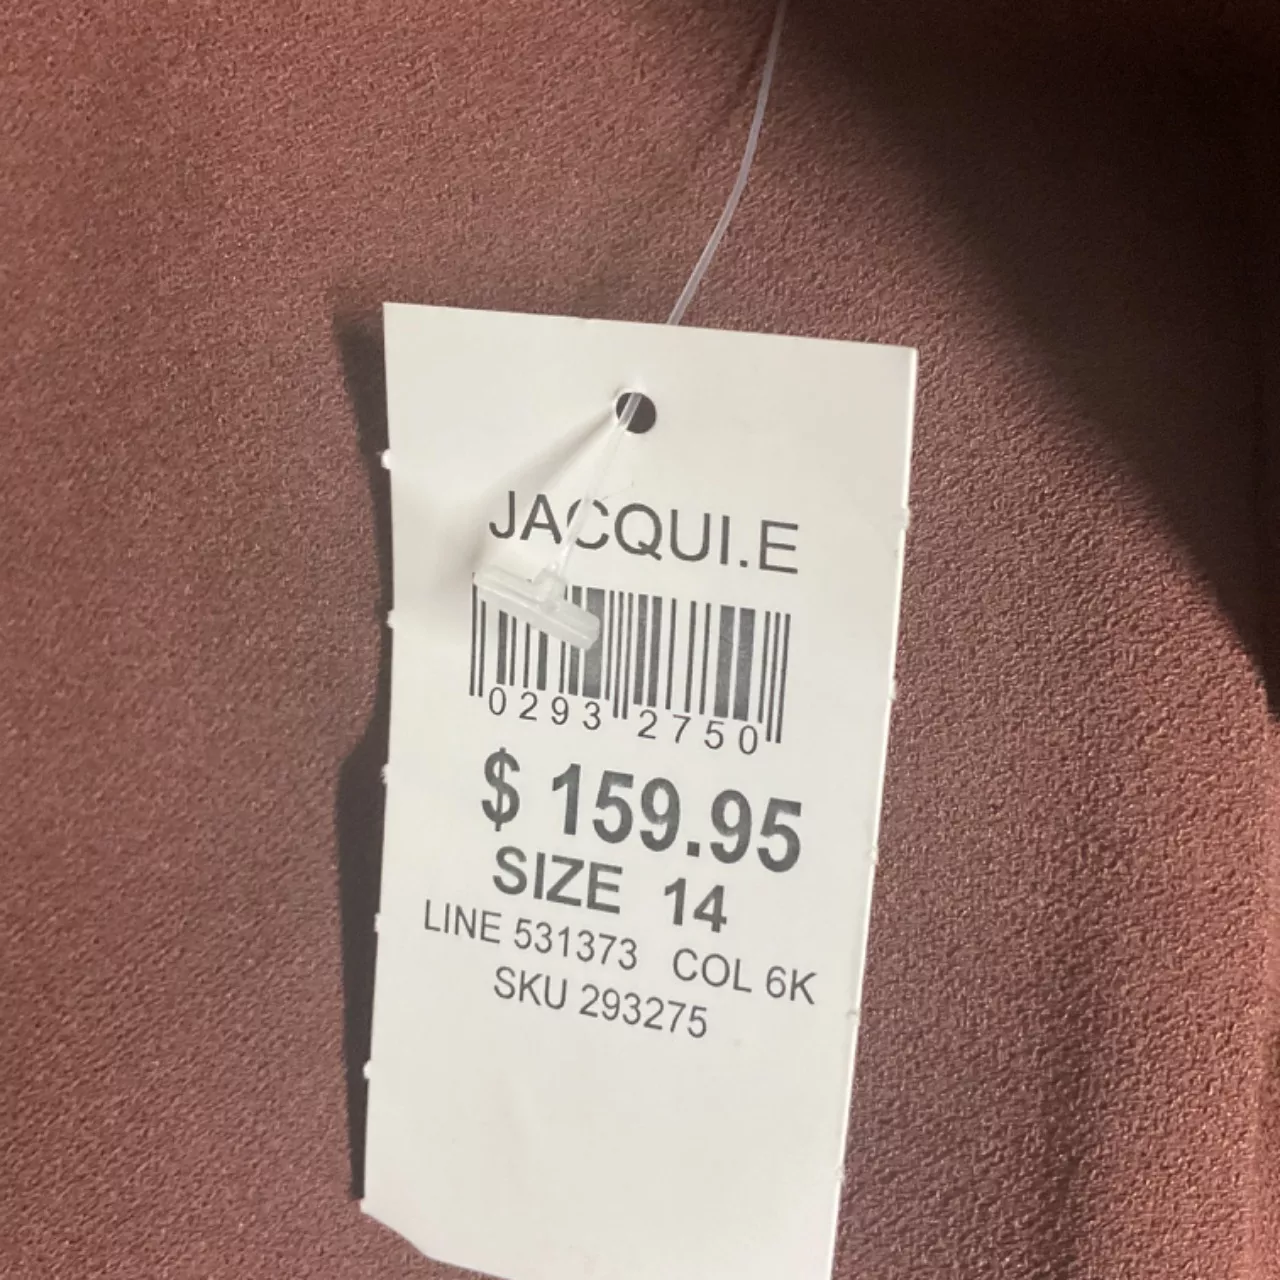 JACQUI.E
0293 2750
$ 159.95
SIZE 14
LINE 531373 COL 6K
SKU 293275